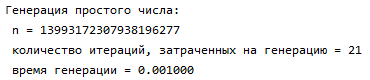 Генерация простого числа:
n = 13993172307938196277
количество итераций, затраченных на генерацию = 21
время генерации = 0.001000